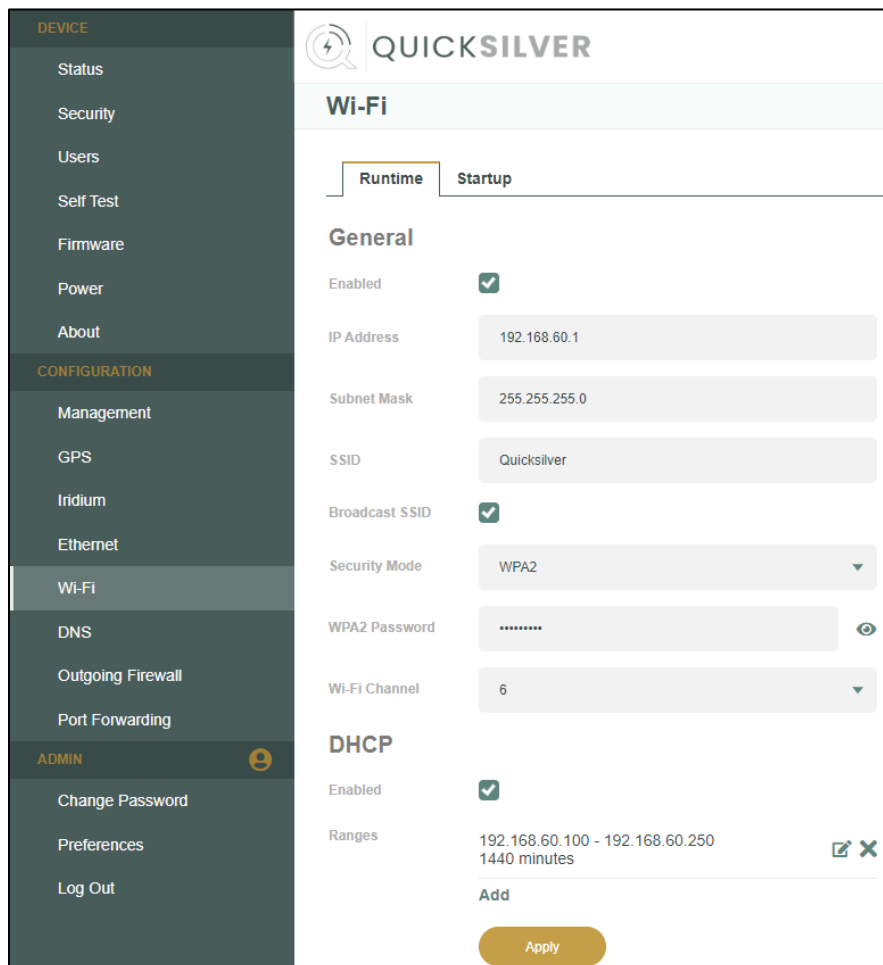 DEVICE
Status
Security
Users
Self Test
Firmware
Power
About
CONFIGURATION
Management
GPS
Iridium
Ethernet
Wi-Fi
DNS
Outgoing Firewall
Port Forwarding
ADMIN
Change Password
Preferences
Log Out
QUICKSILVER
Wi-Fi
Runtime Startup
General
Enabled
IP Address 192.168.60.1
Subnet Mask 255.255.255.0
SSID Quicksilver
Broadcast SSID
Security Mode WPA2
WPA2 Password •••••••••
Wi-Fi Channel 6
DHCP
Enabled
Ranges 192.168.60.100 - 192.168.60.250
1440 minutes
Add
Apply